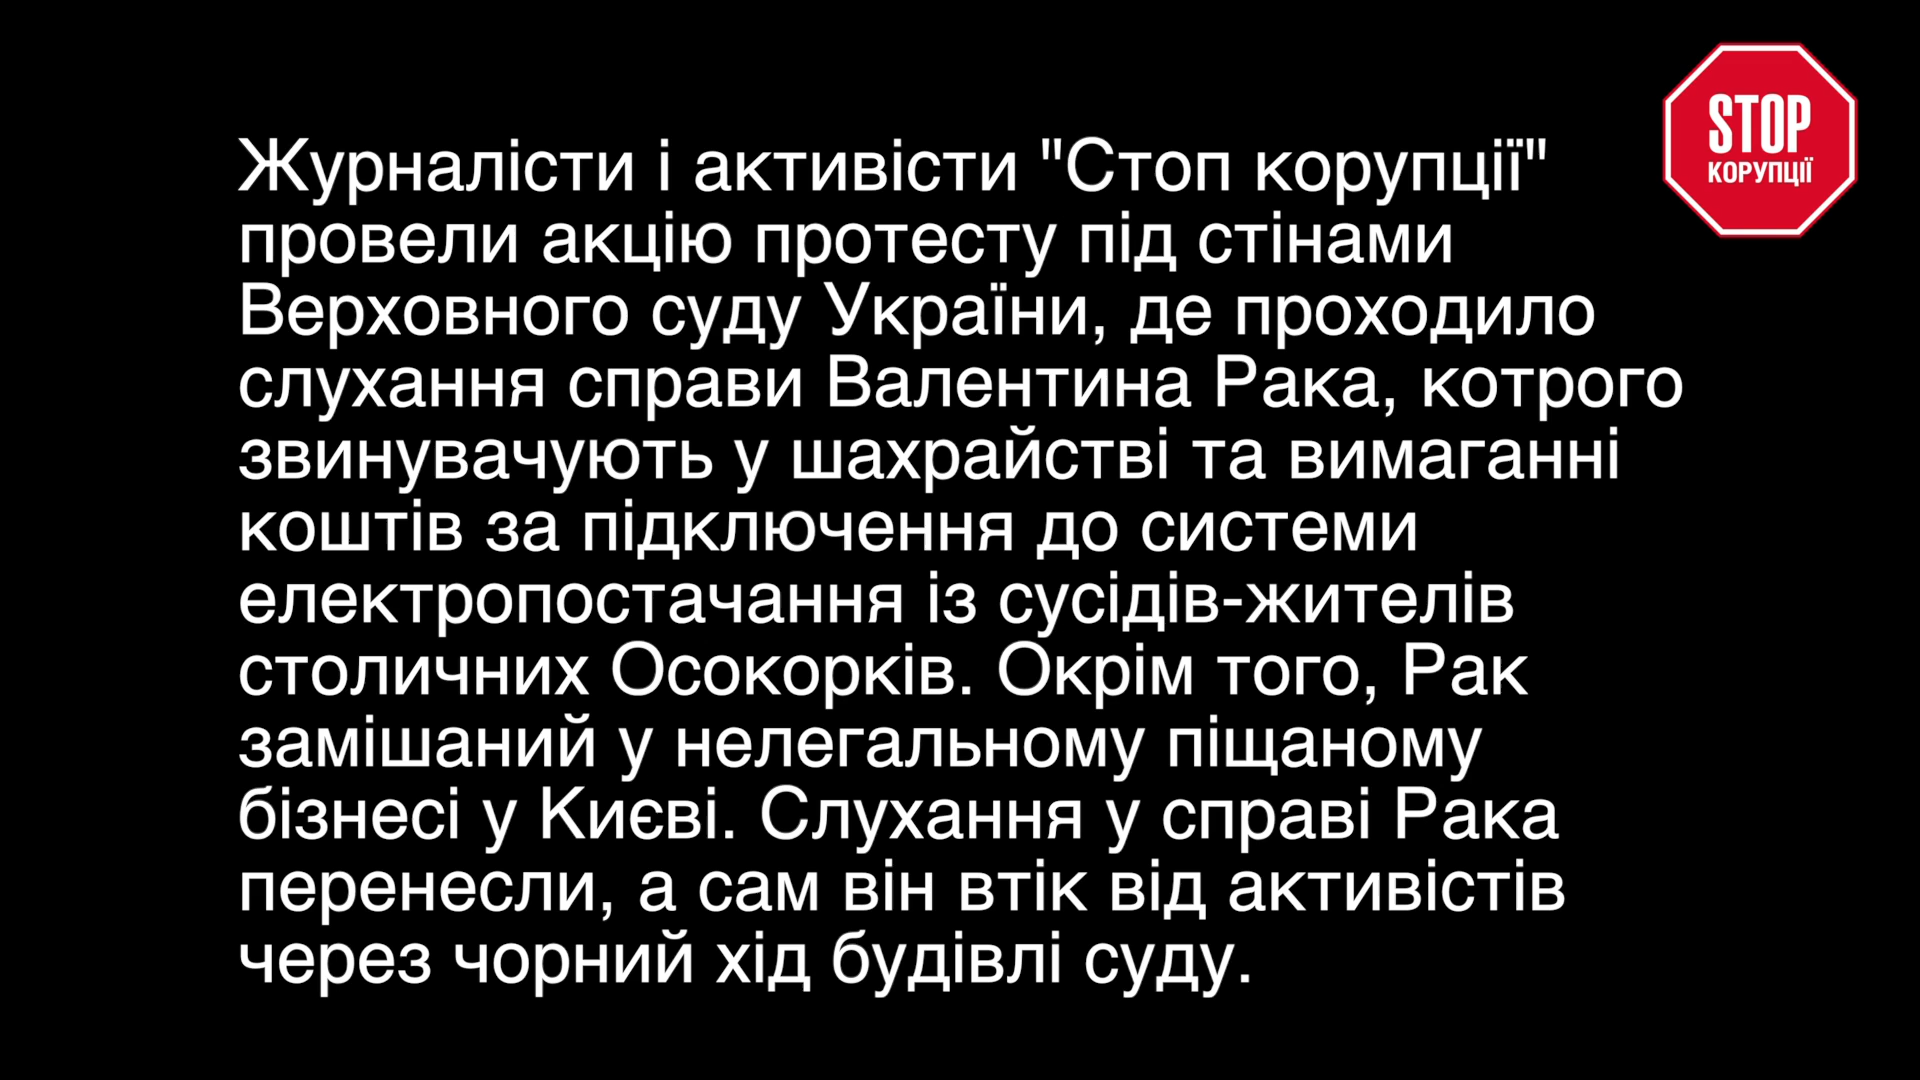 Журналісти і активісти "Стоп корупції"
провели акцію протесту під стінами
Верховного суду України, де проходило
слухання справи Валентина Рака, котрого
звинувачують у шахрайстві та вимаганні
коштів за підключення до системи
електропостачання із сусідів-жителів
столичних Осокорків. Окрім того, Рак
замішаний у нелегальному піщаному
бізнесі у Києві. Слухання у справі Рака
перенесли, а сам він втік від активістів
через чорний хід будівлі суду.
STOP
КОРУПЦІЇ